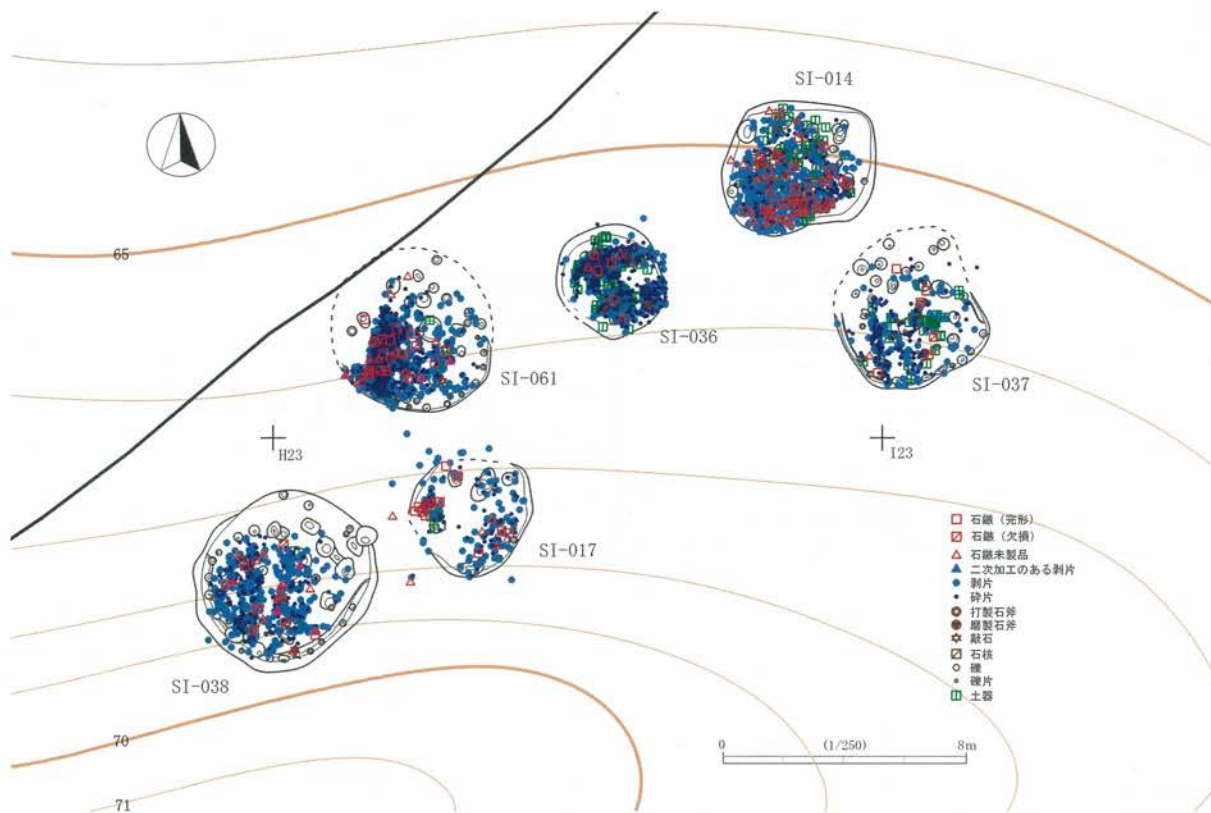 SI-014
65
SI-036
SI-037
SI-061
H23
I23
SI-017
SI-038
石鏃（完形）
石鏃（欠損）
石鏃未製品
二次加工のある剥片
剥片
砕片
打製石斧
磨製石斧
敲石
石核
礫
礫片
土器
0 (1/250) 8m
70
71